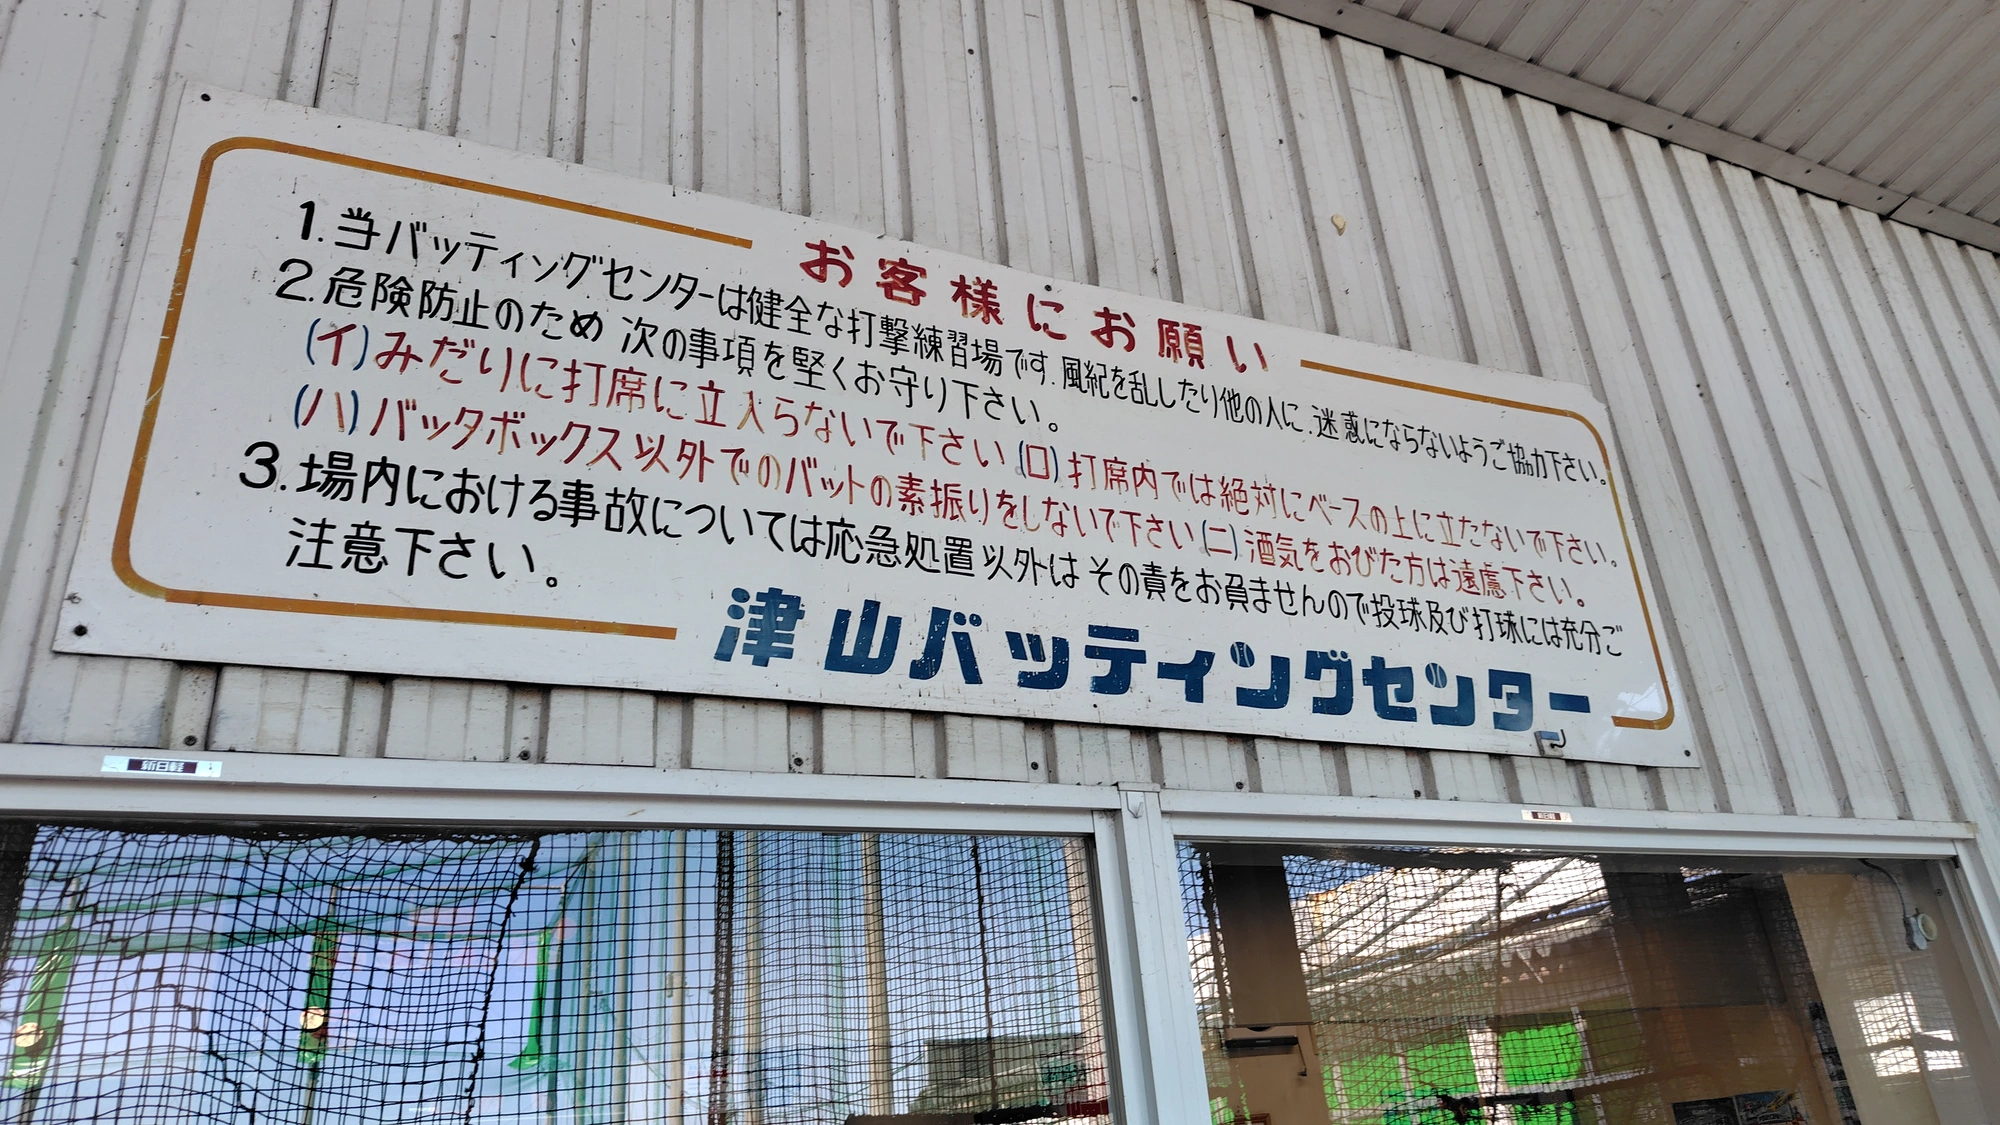 お客様にお願い
1.当バッティングセンターは健全な打撃練習場です.風紀を乱したり他の人に.迷惑にならないようご協力下さい。
2.危険防止のため 次の事項を堅くお守り下さい。
(イ)みだりに打席に立入らないで下さい (ロ)打席内では絶対にベースの上に立たないで下さい。
(ハ)バッタボックス以外でのバットの素振りをしないで下さい (ニ)酒気をおびた方は遠慮下さい。
3.場内における事故については応急処置以外は その責をお負ませんので投球及び打球には充分ご
注意下さい。
津山バッティングセンター
新日軽
新日軽